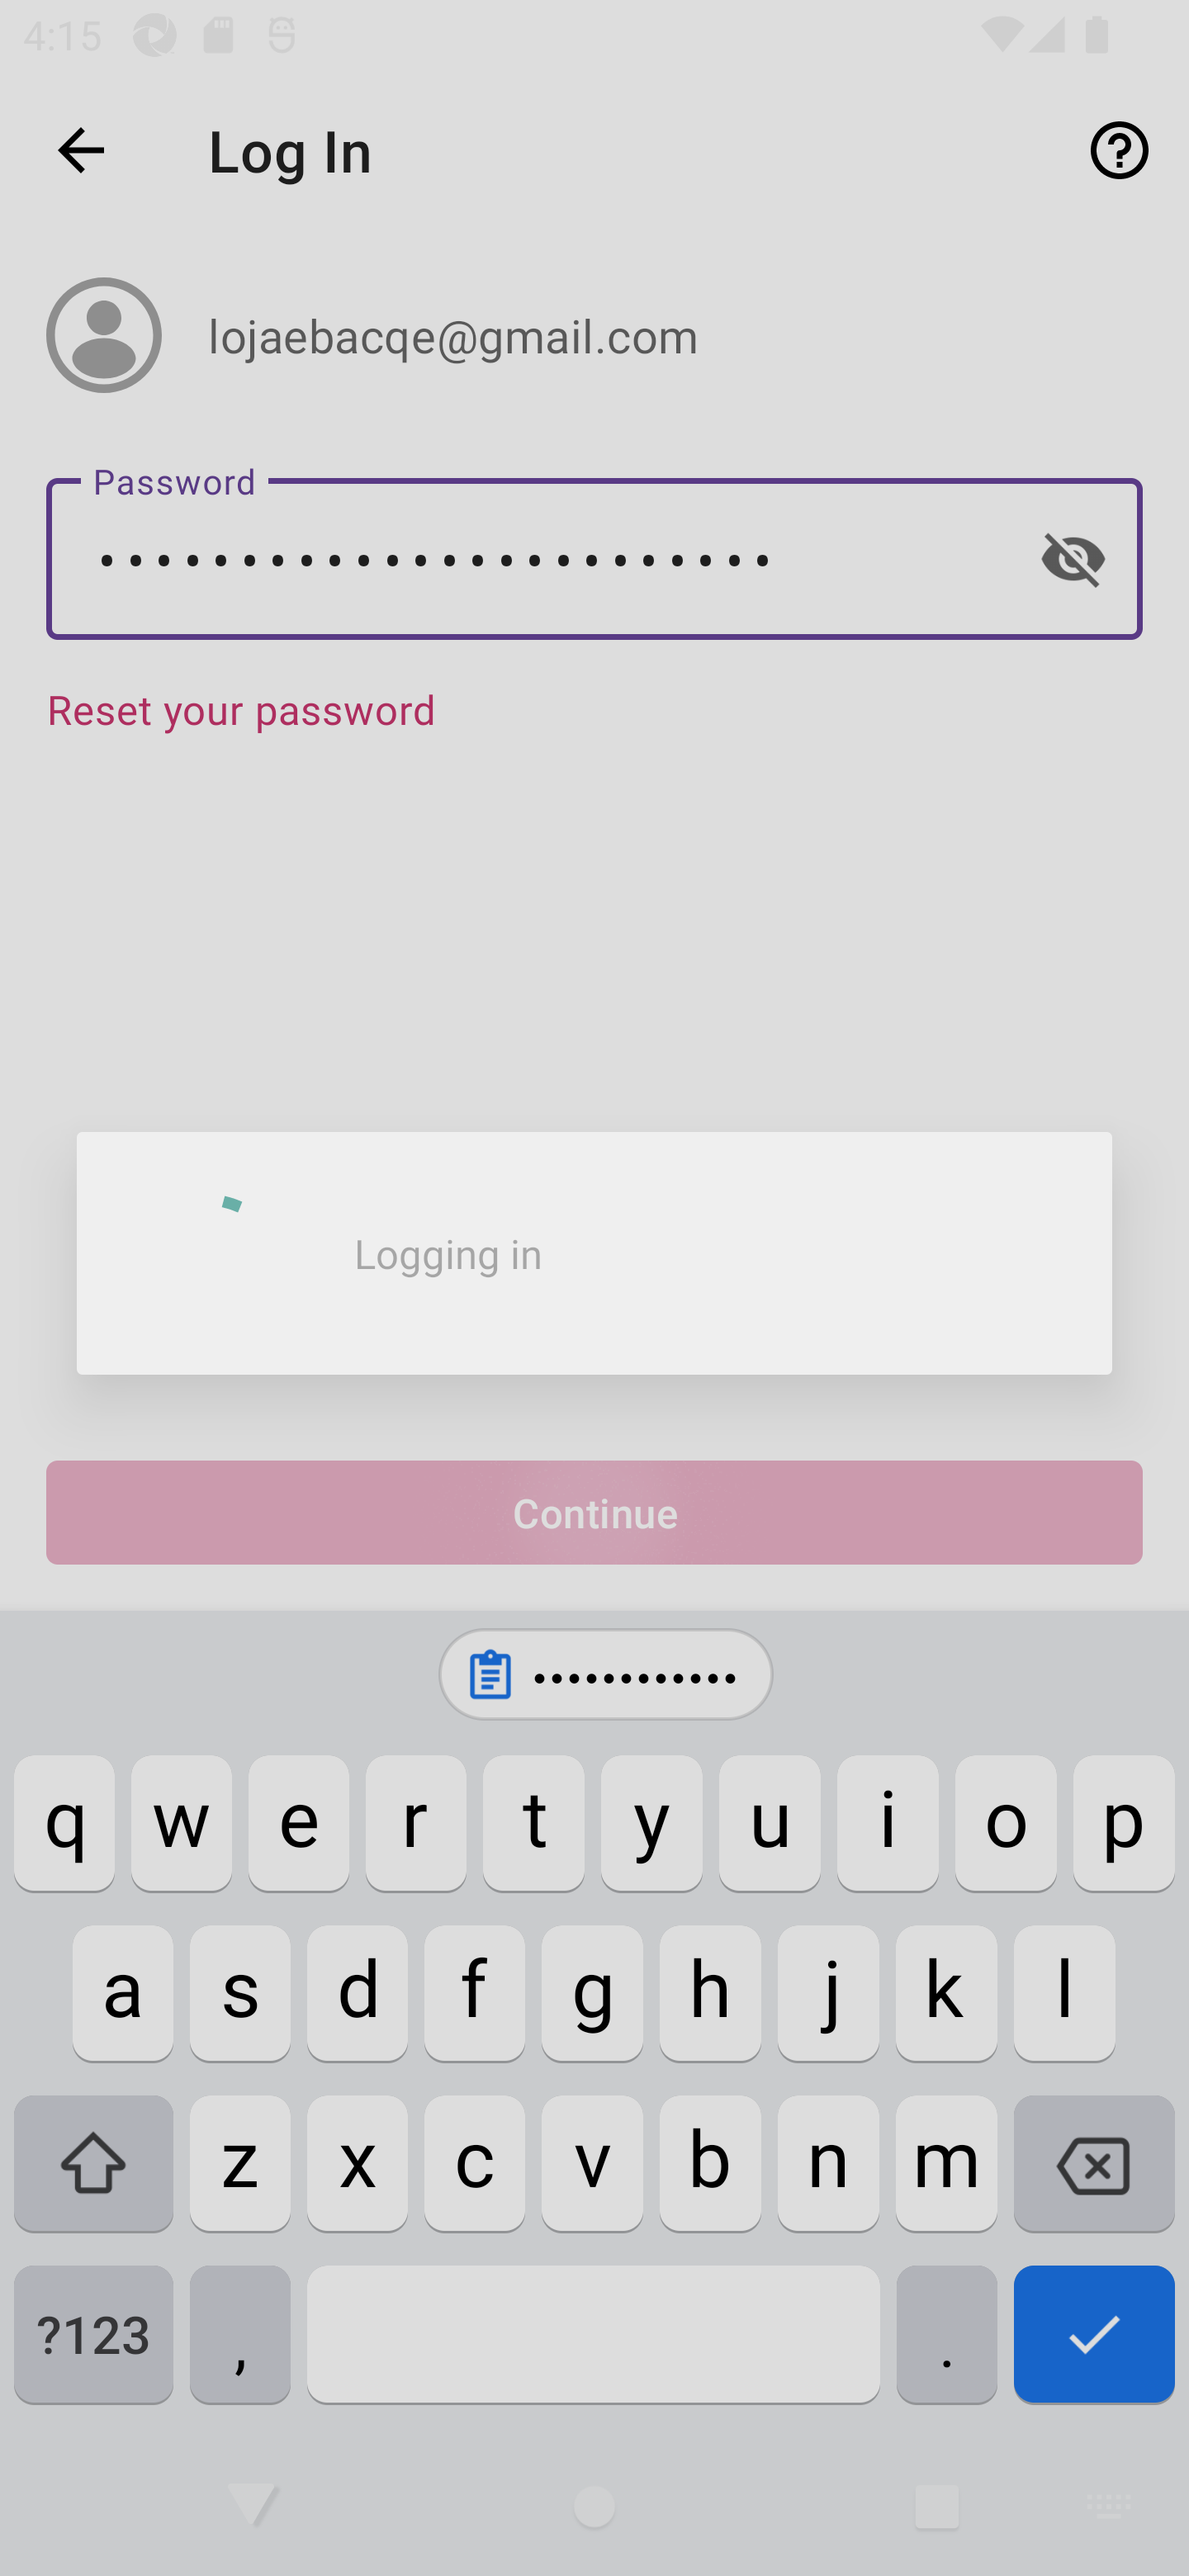 4:15
Log In
lojaebacqe@gmail.com
Password
••••••••••••••••••••••••
Reset your password
Logging in
Continue
••••••••••••
q w e r t y u i o p
a s d f g h j k l
z x c v b n m
?123 , .